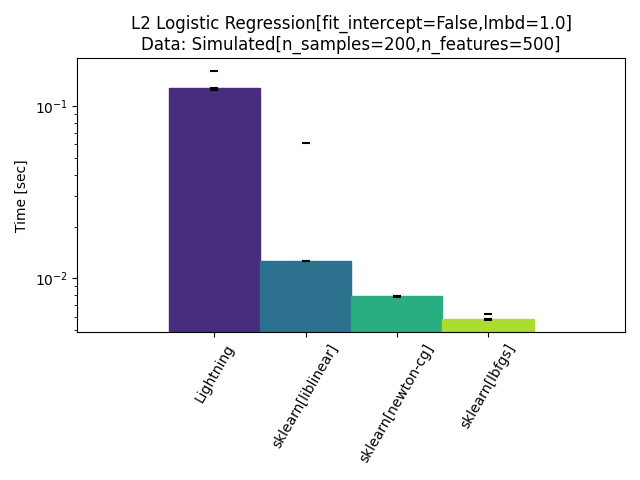 L2 Logistic Regression[fit_intercept=False,lmbd=1.0]
Data: Simulated[n_samples=200,n_features=500]
Time [sec]
10⁻¹
10⁻²
Lightning
sklearn[liblinear]
sklearn[newton-cg]
sklearn[lbfgs]